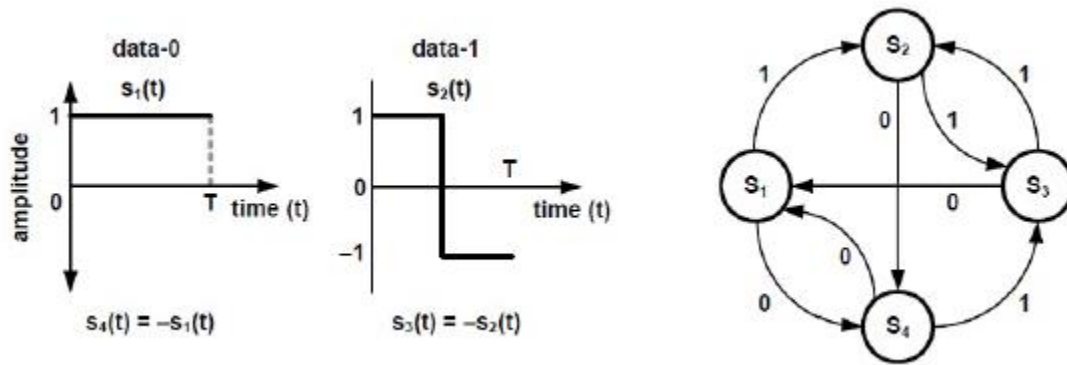 data-0
s₁(t)
1
amplitude
0
T
time (t)
s₄(t) = –s₁(t)
data-1
s₂(t)
1
0
T
time (t)
–1
s₃(t) = –s₂(t)
S₂
1
1
0
1
S₁
S₃
0
0
0
1
S₄